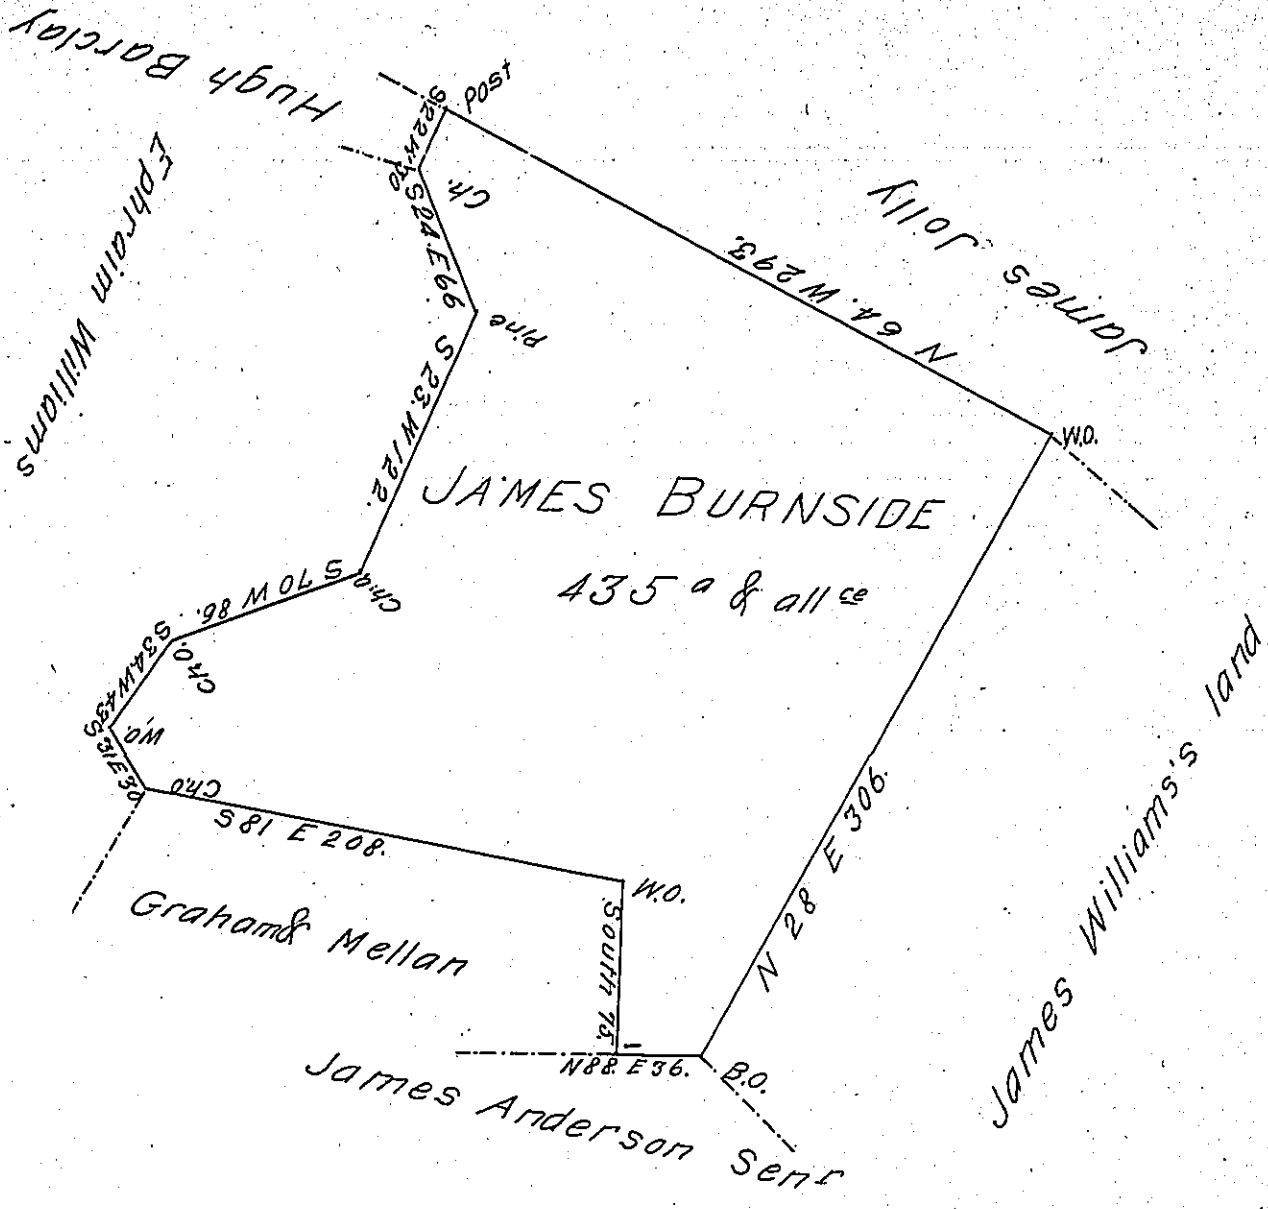 Hugh Barclay
Post
S 22 W 30
Ch.
Ephraim Williams
S 24. E 66
Pine
James Jolly
N 64. W 293.
S 23. W 122.
W.O.
JAMES BURNSIDE
435 a & all ce
S 70 W 86.
Ch.O.
S 34. W 43
Ch.O.
W.O.
S 31 E 30
Ch.O.
S 81 E 208.
W.O.
N 28 E 306.
James Williams's land
Graham & Mellan
South 75.
N 88. E 36.
B.O.
James Anderson Senr